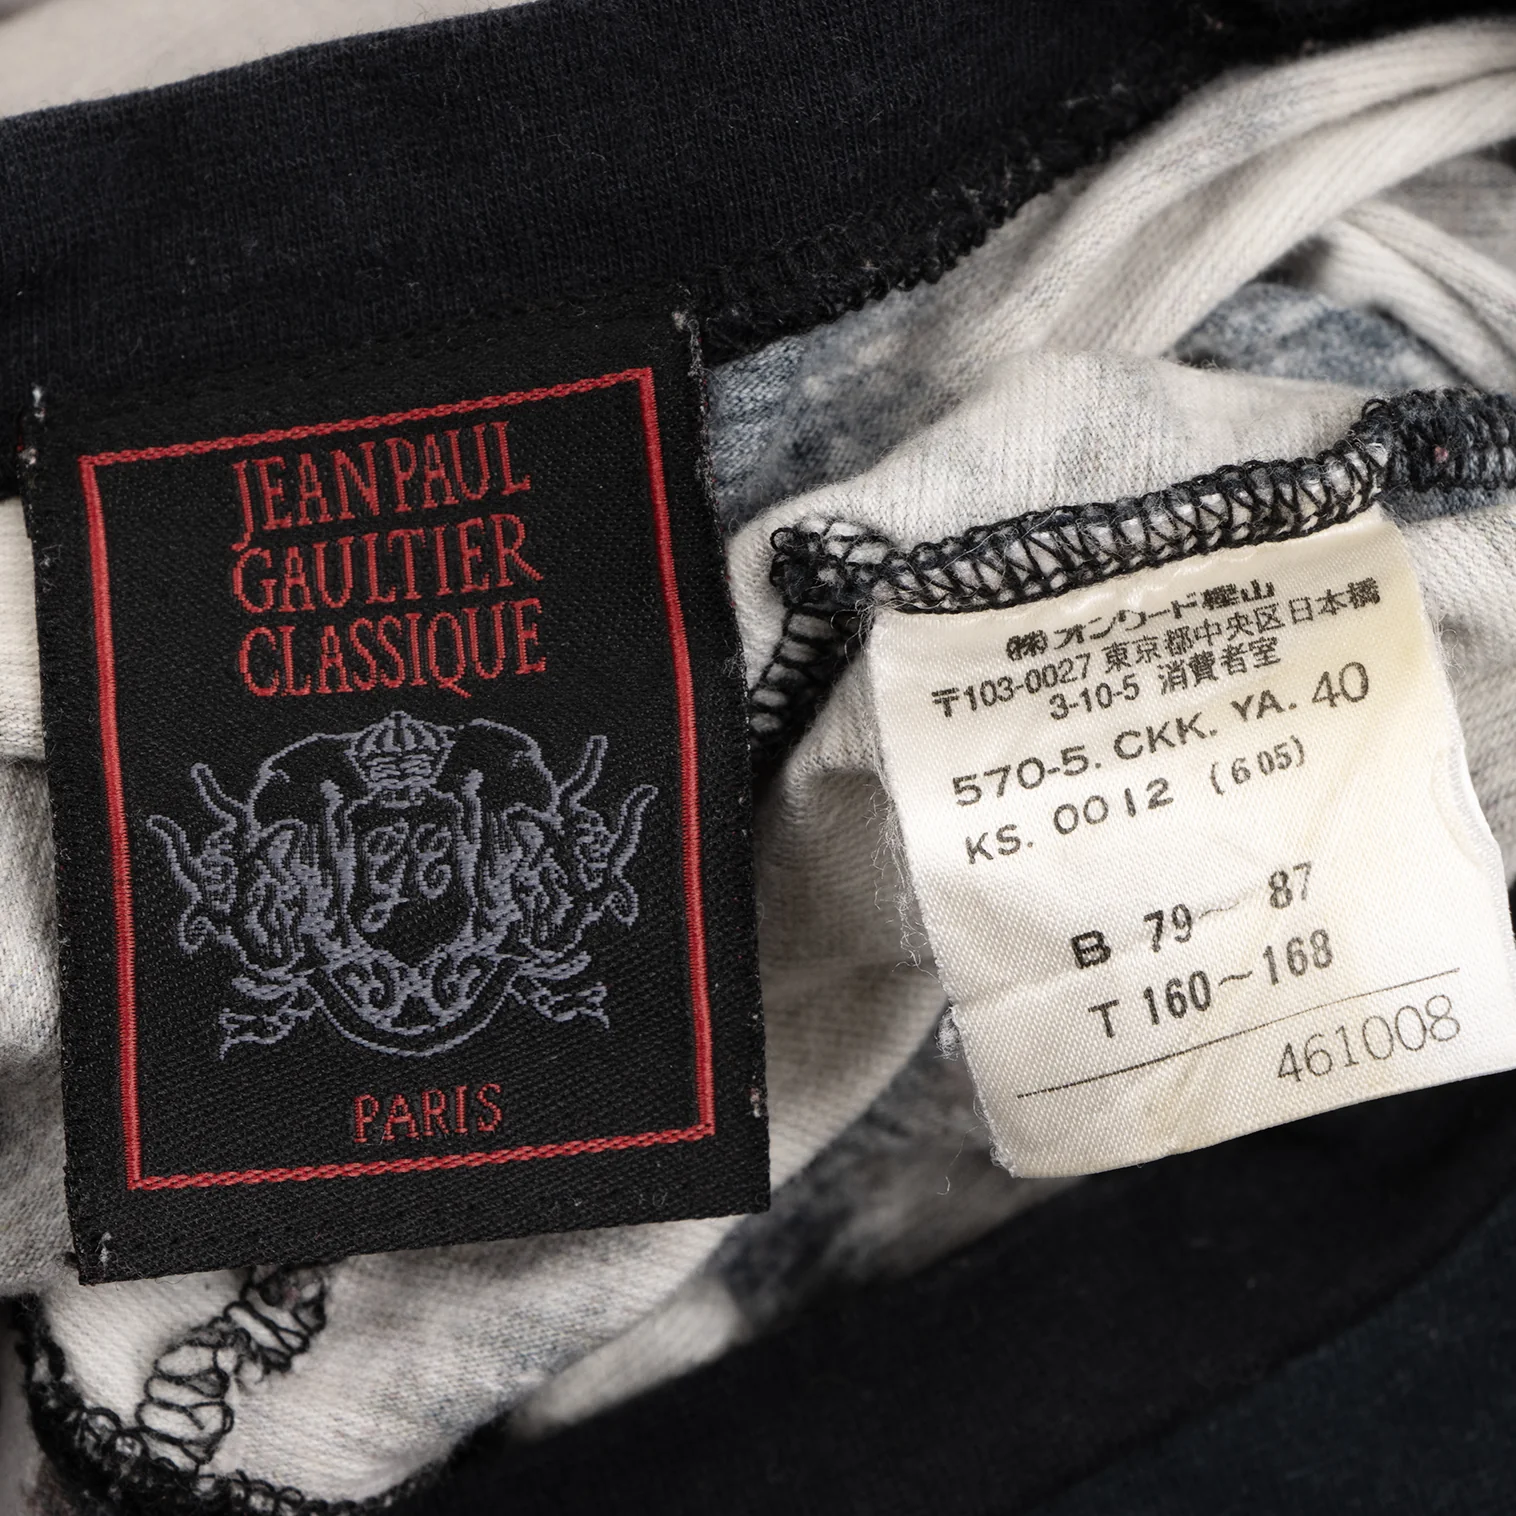 JEAN PAUL
GAULTIER
CLASSIQUE
PARIS
(株)オンワード樫山
〒103-0027 東京都中央区日本橋
3-10-5 消費者室
570-5. CKK. YA. 40
KS. 0012 (605)
B 79~ 87
T 160~168
461008